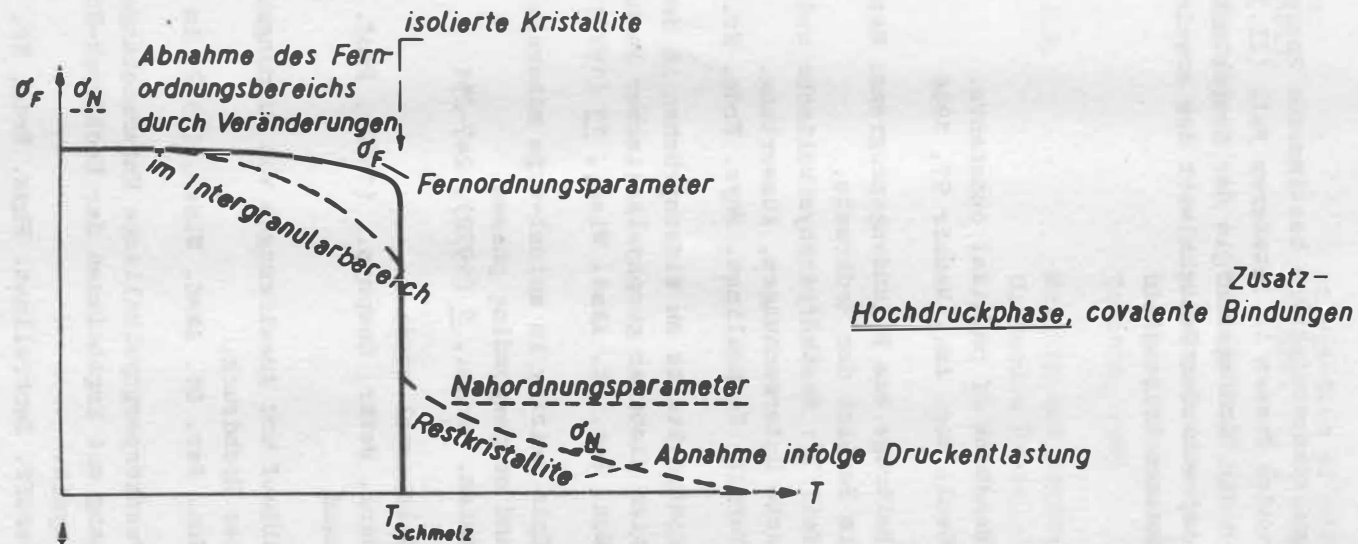 isolierte Kristallite
Abnahme des Fern-
ordnungsbereichs
durch Veränderungen
σF σN
σF
Fernordnungsparameter
im Intergranularbereich
Zusatz-
Hochdruckphase, covalente Bindungen
Nahordnungsparameter
σN
Restkristallite
Abnahme infolge Druckentlastung
T
TSchmelz